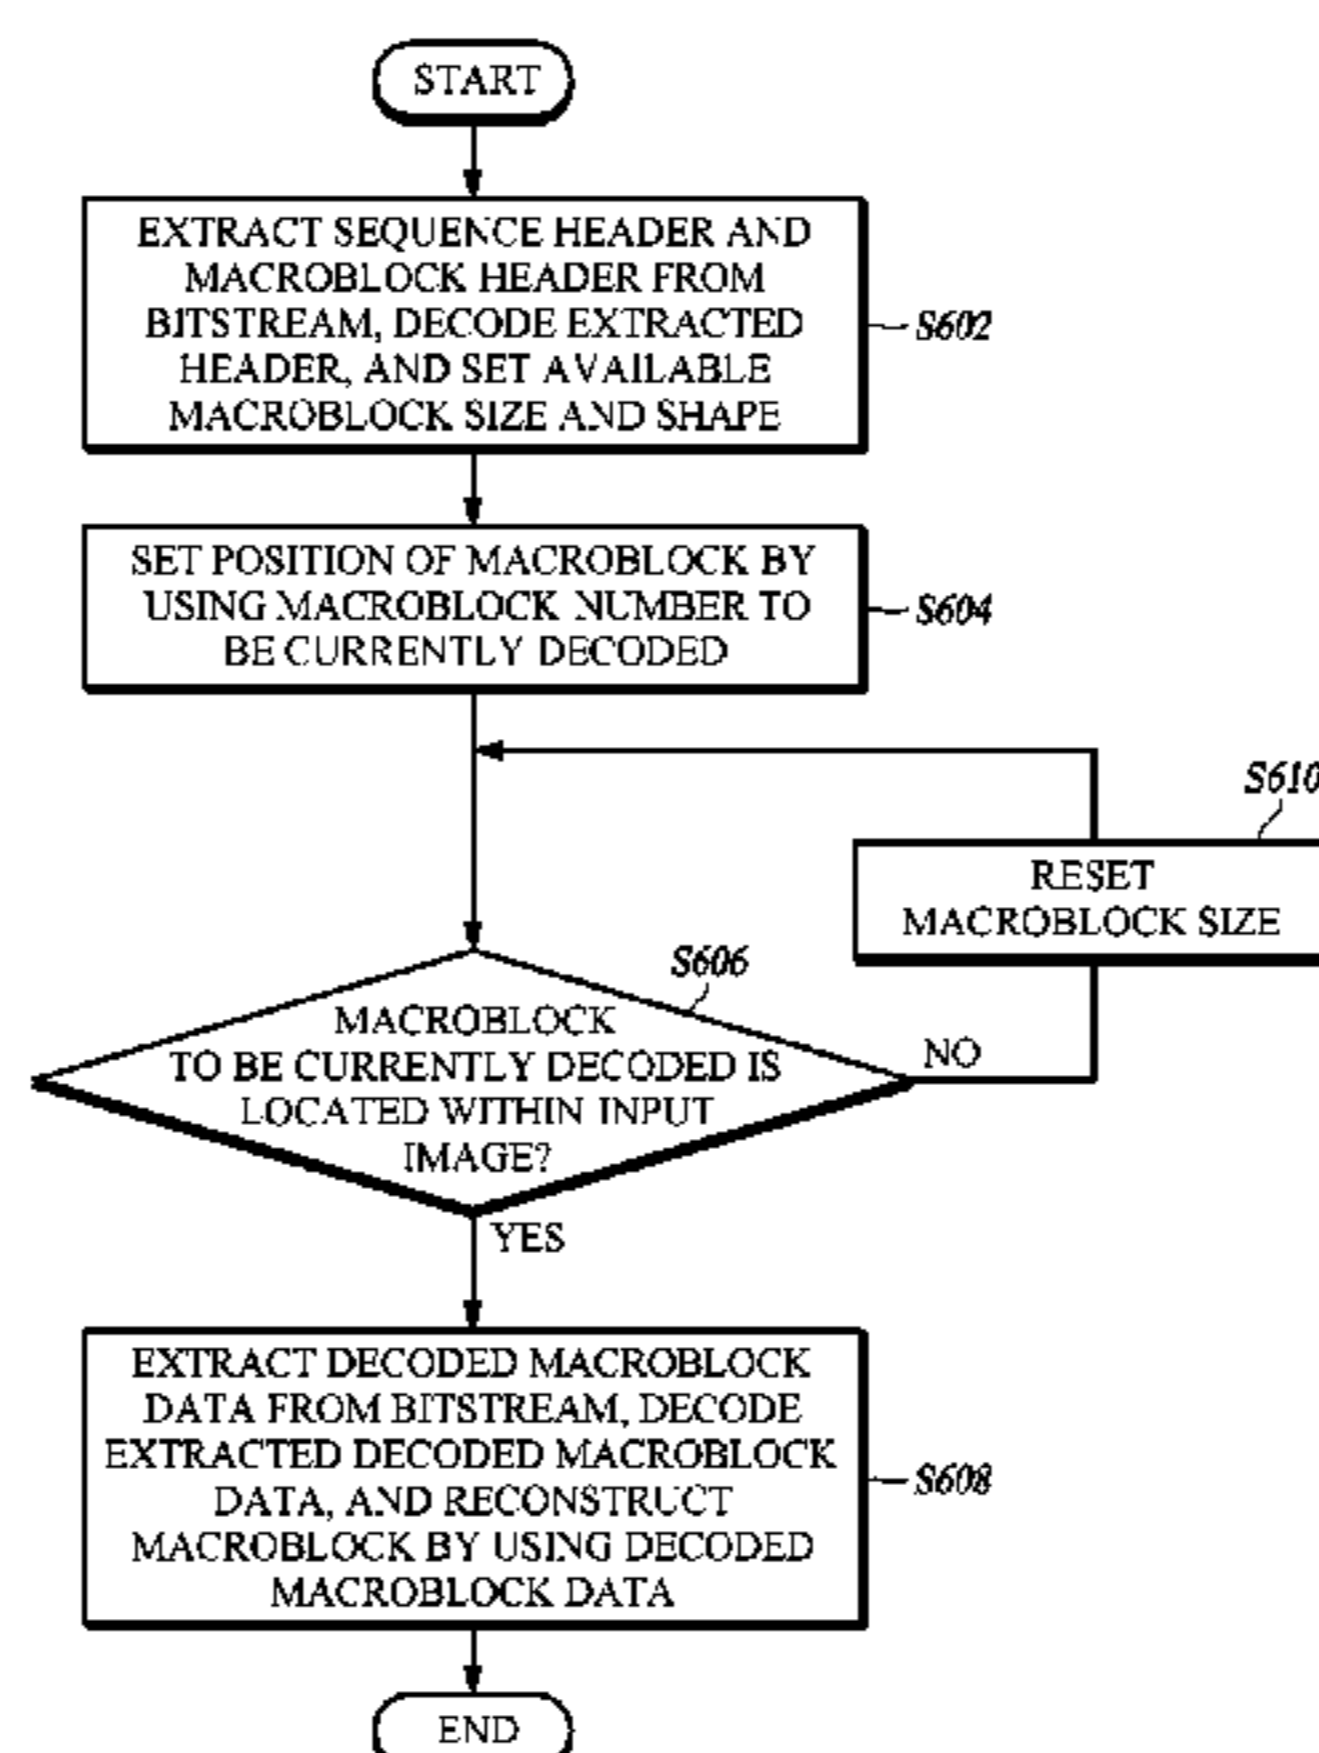 START
EXTRACT SEQUENCE HEADER AND
MACROBLOCK HEADER FROM
BITSTREAM, DECODE EXTRACTED
HEADER, AND SET AVAILABLE
MACROBLOCK SIZE AND SHAPE
S602
SET POSITION OF MACROBLOCK BY
USING MACROBLOCK NUMBER TO
BE CURRENTLY DECODED
S604
S610
RESET
MACROBLOCK SIZE
S606
MACROBLOCK
TO BE CURRENTLY DECODED IS
LOCATED WITHIN INPUT
IMAGE?
NO
YES
EXTRACT DECODED MACROBLOCK
DATA FROM BITSTREAM, DECODE
EXTRACTED DECODED MACROBLOCK
DATA, AND RECONSTRUCT
MACROBLOCK BY USING DECODED
MACROBLOCK DATA
S608
END